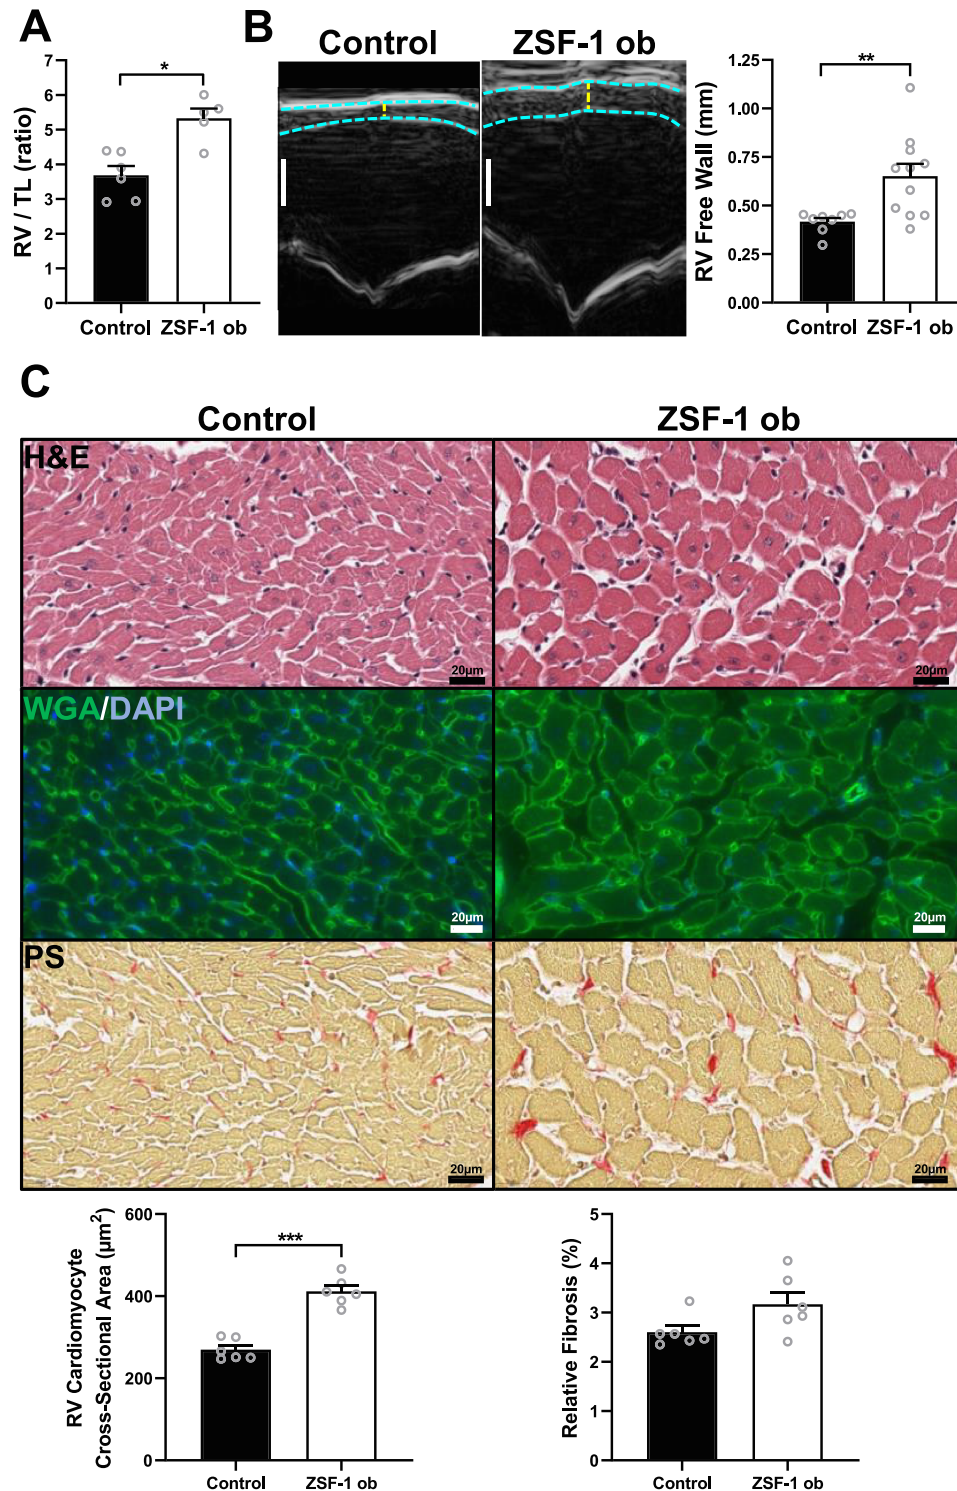 A
7
6
5
4
3
2
1
0
RV / TL (ratio)
*
Control ZSF-1 ob
B
Control ZSF-1 ob
1.25
1.00
0.75
0.50
0.25
0.00
RV Free Wall (mm)
**
Control ZSF-1 ob
C
Control ZSF-1 ob
H&E
20µm
20µm
WGA/DAPI
20µm
20µm
PS
20µm
20µm
600
400
200
0
RV Cardiomyocyte
Cross-Sectional Area (µm²)
***
Control ZSF-1 ob
5
4
3
2
1
0
Relative Fibrosis (%)
Control ZSF-1 ob